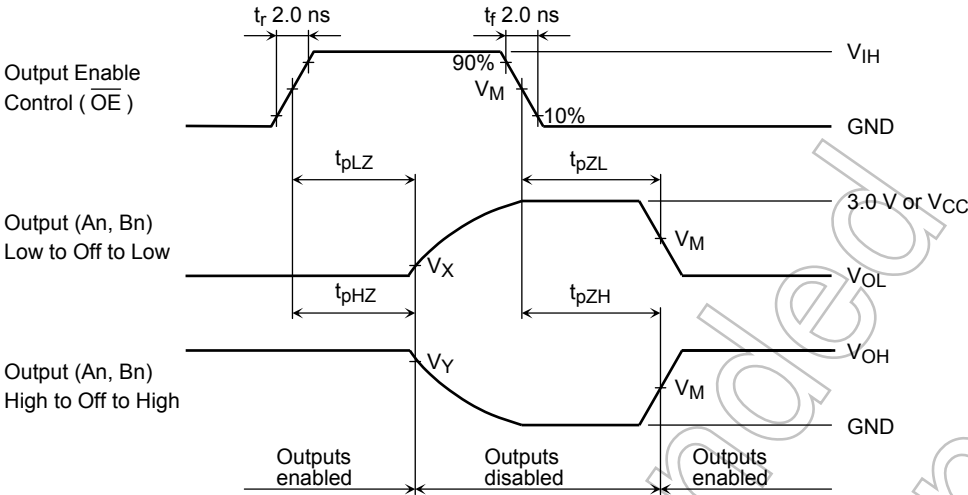 tr 2.0 ns
tf 2.0 ns
Output Enable
Control ( OE )
90%
VM
10%
VIH
GND
tpLZ
tpZL
Output (An, Bn)
Low to Off to Low
VX
VM
3.0 V or VCC
VOL
tpHZ
tpZH
Output (An, Bn)
High to Off to High
VY
VM
VOH
GND
Outputs
enabled
Outputs
disabled
Outputs
enabled
nded